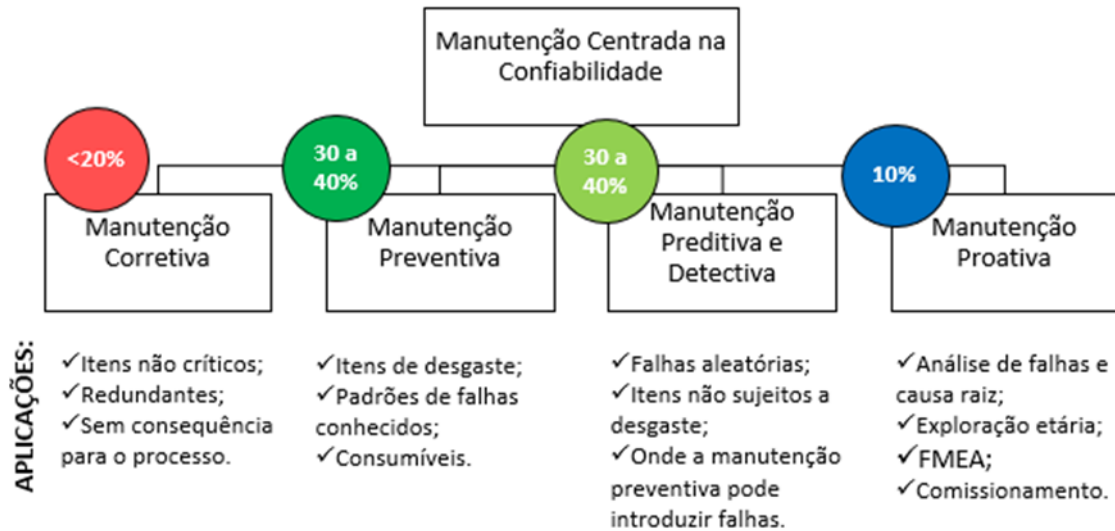 Manutenção Centrada na
Confiabilidade
<20%
30 a
40%
30 a
40%
10%
Manutenção
Corretiva
Manutenção
Preventiva
Manutenção
Preditiva e
Detectiva
Manutenção
Proativa
APLICAÇÕES:
✓Itens não críticos;
✓Redundantes;
✓Sem consequência
para o processo.
✓Itens de desgaste;
✓Padrões de falhas
conhecidos;
✓Consumíveis.
✓Falhas aleatórias;
✓Itens não sujeitos a
desgaste;
✓Onde a manutenção
preventiva pode
introduzir falhas.
✓Análise de falhas e
causa raiz;
✓Exploração etária;
✓FMEA;
✓Comissionamento.